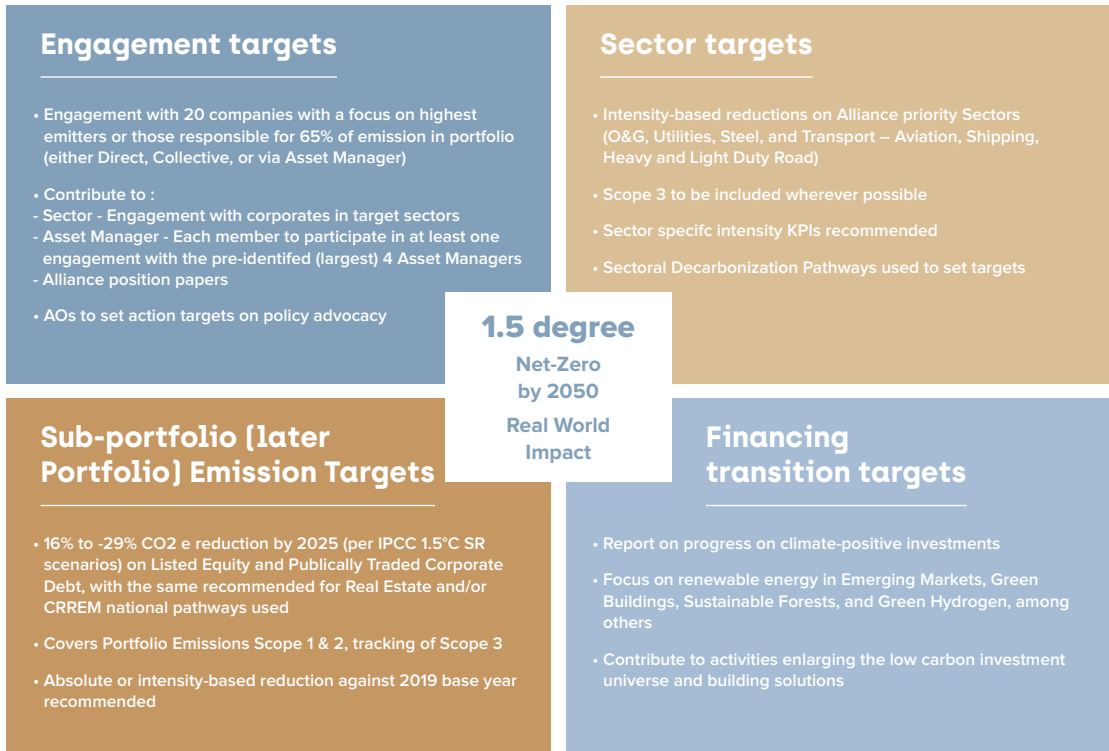 Engagement targets
• Engagement with 20 companies with a focus on highest
emitters or those responsible for 65% of emission in portfolio
(either Direct, Collective, or via Asset Manager)
• Contribute to :
- Sector - Engagement with corporates in target sectors
- Asset Manager - Each member to participate in at least one
engagement with the pre-identifed (largest) 4 Asset Managers
- Alliance position papers
• AOs to set action targets on policy advocacy
Sector targets
• Intensity-based reductions on Alliance priority Sectors
(O&G, Utilities, Steel, and Transport – Aviation, Shipping,
Heavy and Light Duty Road)
• Scope 3 to be included wherever possible
• Sector specifc intensity KPIs recommended
• Sectoral Decarbonization Pathways used to set targets
1.5 degree
Net-Zero
by 2050
Real World
Impact
Sub-portfolio (later
Portfolio) Emission Targets
• 16% to -29% CO2 e reduction by 2025 (per IPCC 1.5°C SR
scenarios) on Listed Equity and Publically Traded Corporate
Debt, with the same recommended for Real Estate and/or
CRREM national pathways used
• Covers Portfolio Emissions Scope 1 & 2, tracking of Scope 3
• Absolute or intensity-based reduction against 2019 base year
recommended
Financing
transition targets
• Report on progress on climate-positive investments
• Focus on renewable energy in Emerging Markets, Green
Buildings, Sustainable Forests, and Green Hydrogen, among
others
• Contribute to activities enlarging the low carbon investment
universe and building solutions